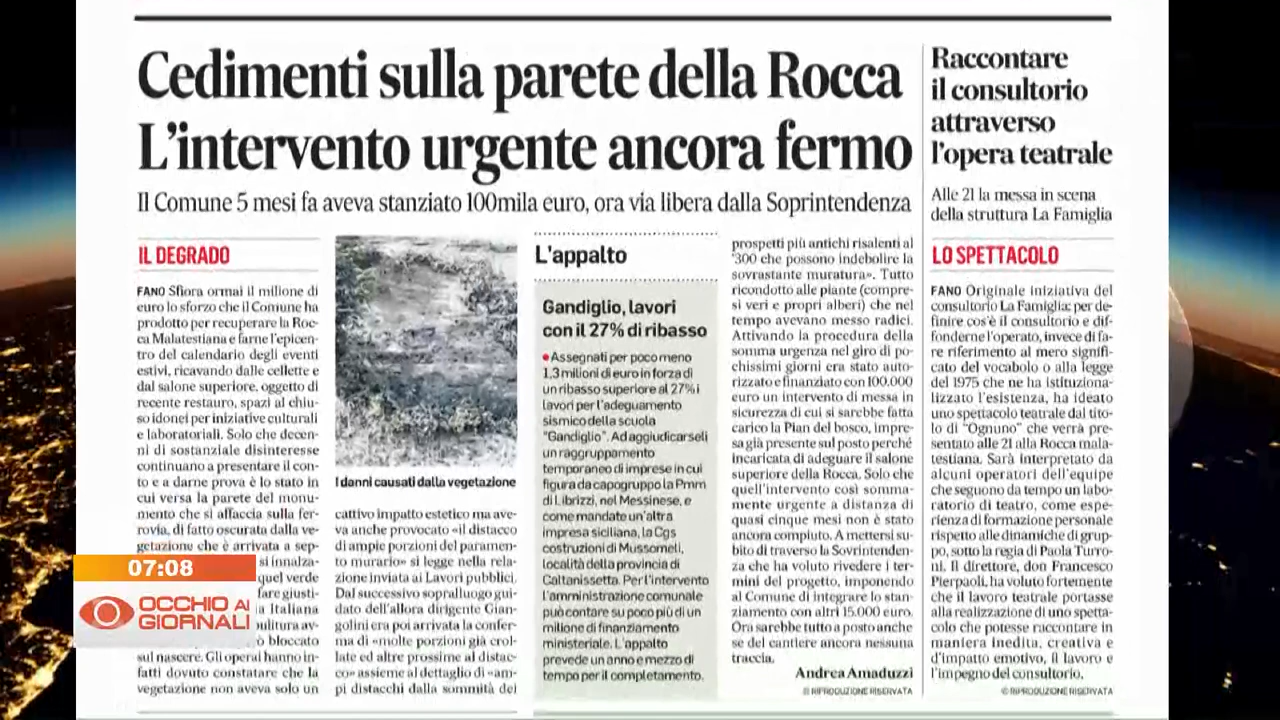 Cedimenti sulla parete della Rocca
L'intervento urgente ancora fermo
Il Comune 5 mesi fa aveva stanziato 100mila euro, ora via libera dalla Soprintendenza
IL DEGRADO
FANO Sfiora ormai il milione di
euro lo sforzo che il Comune ha
prodotto per recuperare la Roc-
ca Malatestiana e farne l'epicen-
tro del calendario degli eventi
estivi, ricavando dalle cellette e
dal salone superiore, oggetto di
recente restauro, spazi al chiu-
so idonei per iniziative culturali
e laboratoriali. Solo che decen-
ni di sostanziale disinteresse
continuano a presentare il con-
to e a darne prova è lo stato in
cui versa la parete del monu-
mento che si affaccia sulla fer-
rovia, di fatto oscurata dalla ve-
getazione che è arrivata a sep-
si innalza-
quel verde
fare giusti-
a Italiana
pulitura av-
ò bloccato
sul nascere. Gli operai hanno in-
fatti dovuto constatare che la
vegetazione non aveva solo un
I danni causati dalla vegetazione
cattivo impatto estetico ma ave-
va anche provocato «il distacco
di ampie porzioni del paramen-
to murario» si legge nella rela-
zione inviata ai Lavori pubblici.
Dal successivo sopralluogo gui-
dato dell'allora dirigente Gian-
golini era poi arrivata la confer-
ma di «molte porzioni già crol-
late ed altre prossime al distac-
co» assieme al dettaglio di «am-
pi distacchi dalla sommità dei
L'appalto
Gandiglio, lavori
con il 27% di ribasso
●Assegnati per poco meno
1,3 milioni di euro in forza di
un ribasso superiore al 27% i
lavori per l'adeguamento
sismico della scuola
"Gandiglio". Ad aggiudicarseli
un raggruppamento
temporaneo di imprese in cui
figura da capogruppo la Pmm
di Librizzi, nel Messinese, e
come mandate un'altra
impresa siciliana, la Cgs
costruzioni di Mussomeli,
località della provincia di
Caltanissetta. Per l'intervento
l'amministrazione comunale
può contare su poco più di un
milione di finanziamento
ministeriale. L'appalto
prevede un anno e mezzo di
tempo per il completamento.
prospetti più antichi risalenti al
'300 che possono indebolire la
sovrastante muratura». Tutto
ricondotto alle piante (compre-
si veri e propri alberi) che nel
tempo avevano messo radici.
Attivando la procedura della
somma urgenza nel giro di po-
chissimi giorni era stato auto-
rizzato e finanziato con 100.000
euro un intervento di messa in
sicurezza di cui si sarebbe fatta
carico la Pian del bosco, impre-
sa già presente sul posto perché
incaricata di adeguare il salone
superiore della Rocca. Solo che
quell'intervento così somma-
mente urgente a distanza di
quasi cinque mesi non è stato
ancora compiuto. A mettersi su-
bito di traverso la Sovrintenden-
za che ha voluto rivedere i ter-
mini del progetto, imponendo
al Comune di integrare lo stan-
ziamento con altri 15.000 euro.
Ora sarebbe tutto a posto anche
se del cantiere ancora nessuna
traccia.
Andrea Amaduzzi
© RIPRODUZIONE RISERVATA
Raccontare
il consultorio
attraverso
l'opera teatrale
Alle 21 la messa in scena
della struttura La Famiglia
LO SPETTACOLO
FANO Originale iniziativa del
consultorio La Famiglia: per de-
finire cos'è il consultorio e dif-
fonderne l'operato, invece di fa-
re riferimento al mero signifi-
cato del vocabolo o alla legge
del 1975 che ne ha istituziona-
lizzato l'esistenza, ha ideato
uno spettacolo teatrale dal tito-
lo di "Ognuno" che verrà pre-
sentato alle 21 alla Rocca mala-
testiana. Sarà interpretato da
alcuni operatori dell'equipe
che seguono da tempo un labo-
ratorio di teatro, come espe-
rienza di formazione personale
rispetto alle dinamiche di grup-
po, sotto la regia di Paola Turro-
ni. Il direttore, don Francesco
Pierpaoli, ha voluto fortemente
che il lavoro teatrale portasse
alla realizzazione di uno spetta-
colo che potesse raccontare in
maniera inedita, creativa e
d'impatto emotivo, il lavoro e
l'impegno del consultorio.
© RIPRODUZIONE RISERVATA
07:08
OCCHIO AI
GIORNALI